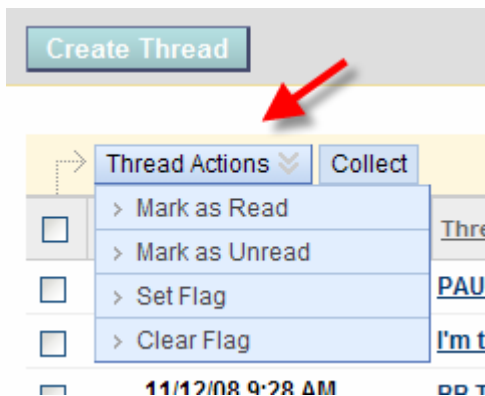 Create Thread
Thread Actions Collect
> Mark as Read
> Mark as Unread
> Set Flag
> Clear Flag
11/12/08 9:28 AM